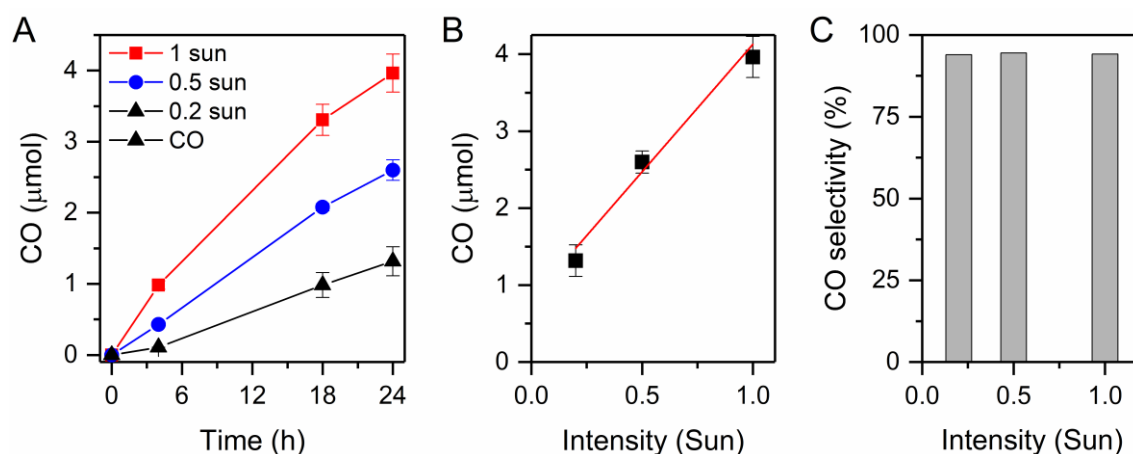 A
1 sun
0.5 sun
0.2 sun
CO
CO (μmol)
4
3
2
1
0
0 6 12 18 24
Time (h)
B
CO (μmol)
4
3
2
1
0
0.0 0.5 1.0
Intensity (Sun)
C
CO selectivity (%)
100
75
50
25
0
0.0 0.5 1.0
Intensity (Sun)